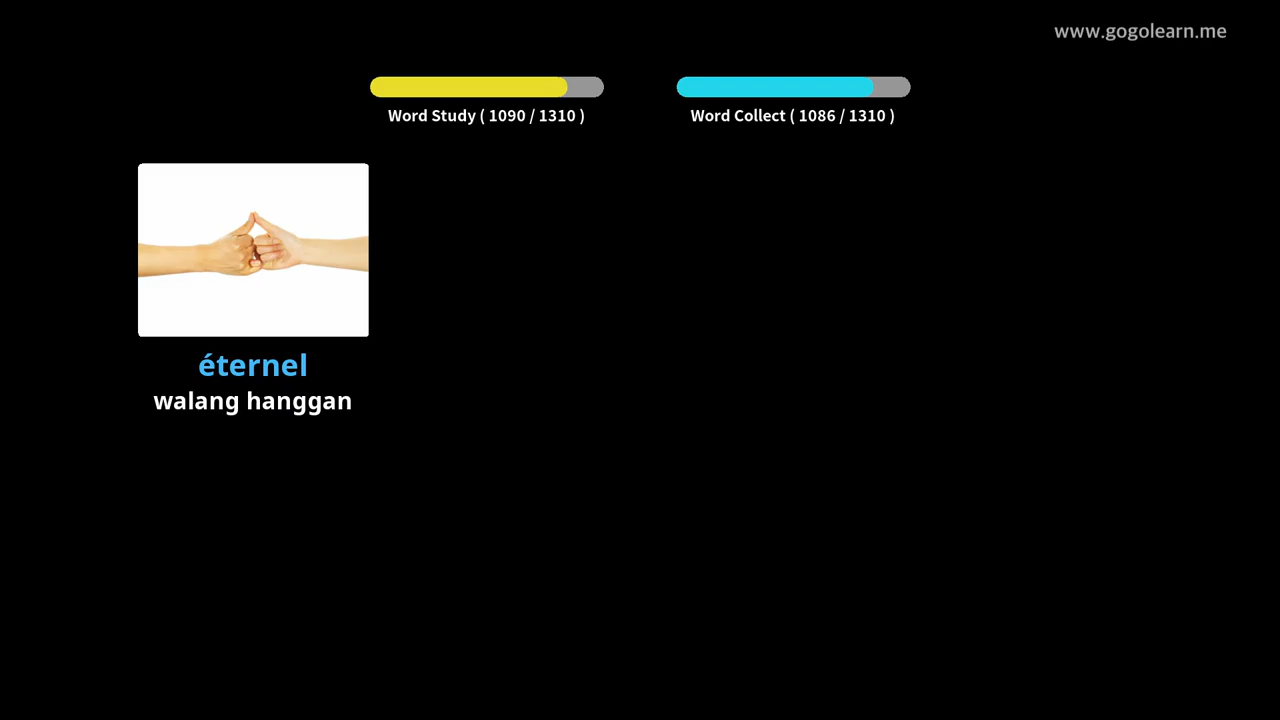 www.gogolearn.me
Word Study ( 1090 / 1310 )
Word Collect ( 1086 / 1310 )
éternel
walang hanggan